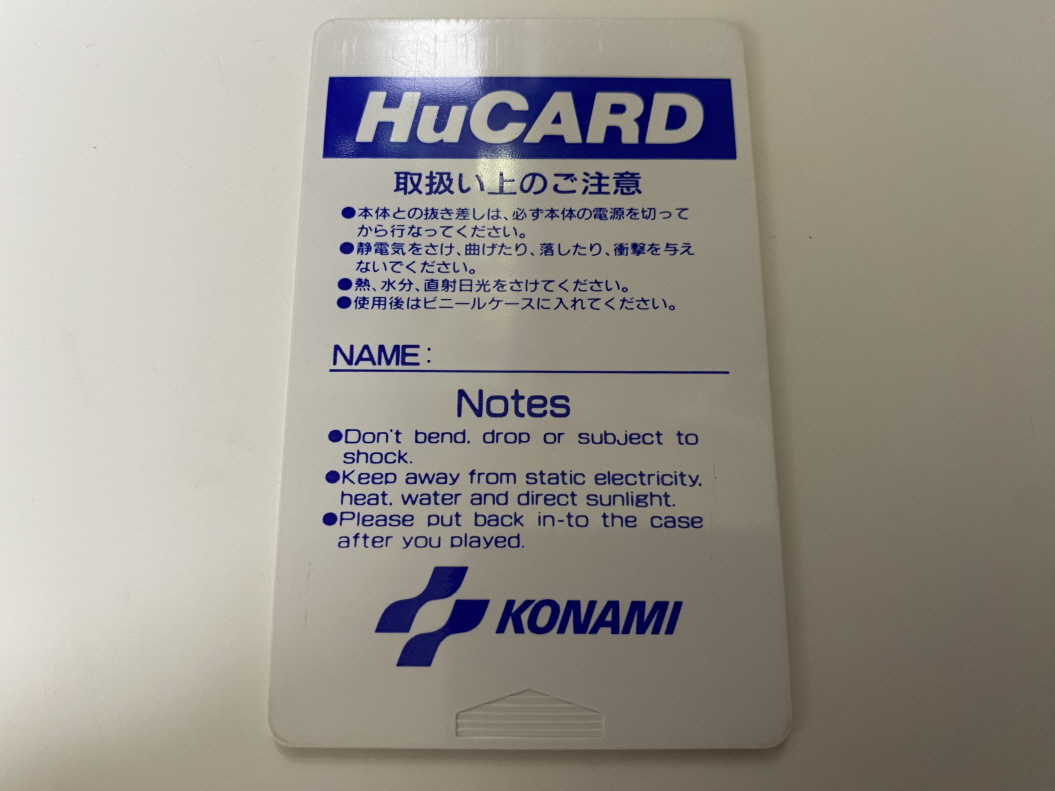 HuCARD
取扱い上のご注意
●本体との抜き差しは、必ず本体の電源を切って
から行なってください。
●静電気をさけ、曲げたり、落したり、衝撃を与え
ないでください。
●熱、水分、直射日光をさけてください。
●使用後はビニールケースに入れてください。
NAME:
Notes
●Don't bend, drop or subject to
shock.
●Keep away from static electricity,
heat, water and direct sunlight.
●Please put back in-to the case
after you played.
KONAMI